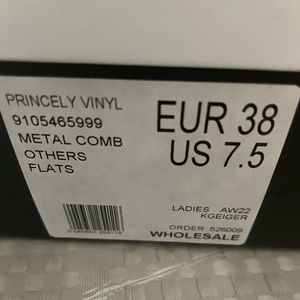 PRINCELY VINYL
9105465999
METAL COMB
OTHERS
FLATS
EUR 38
US 7.5
LADIES AW22
KGEIGER
ORDER 526009
WHOLESALE